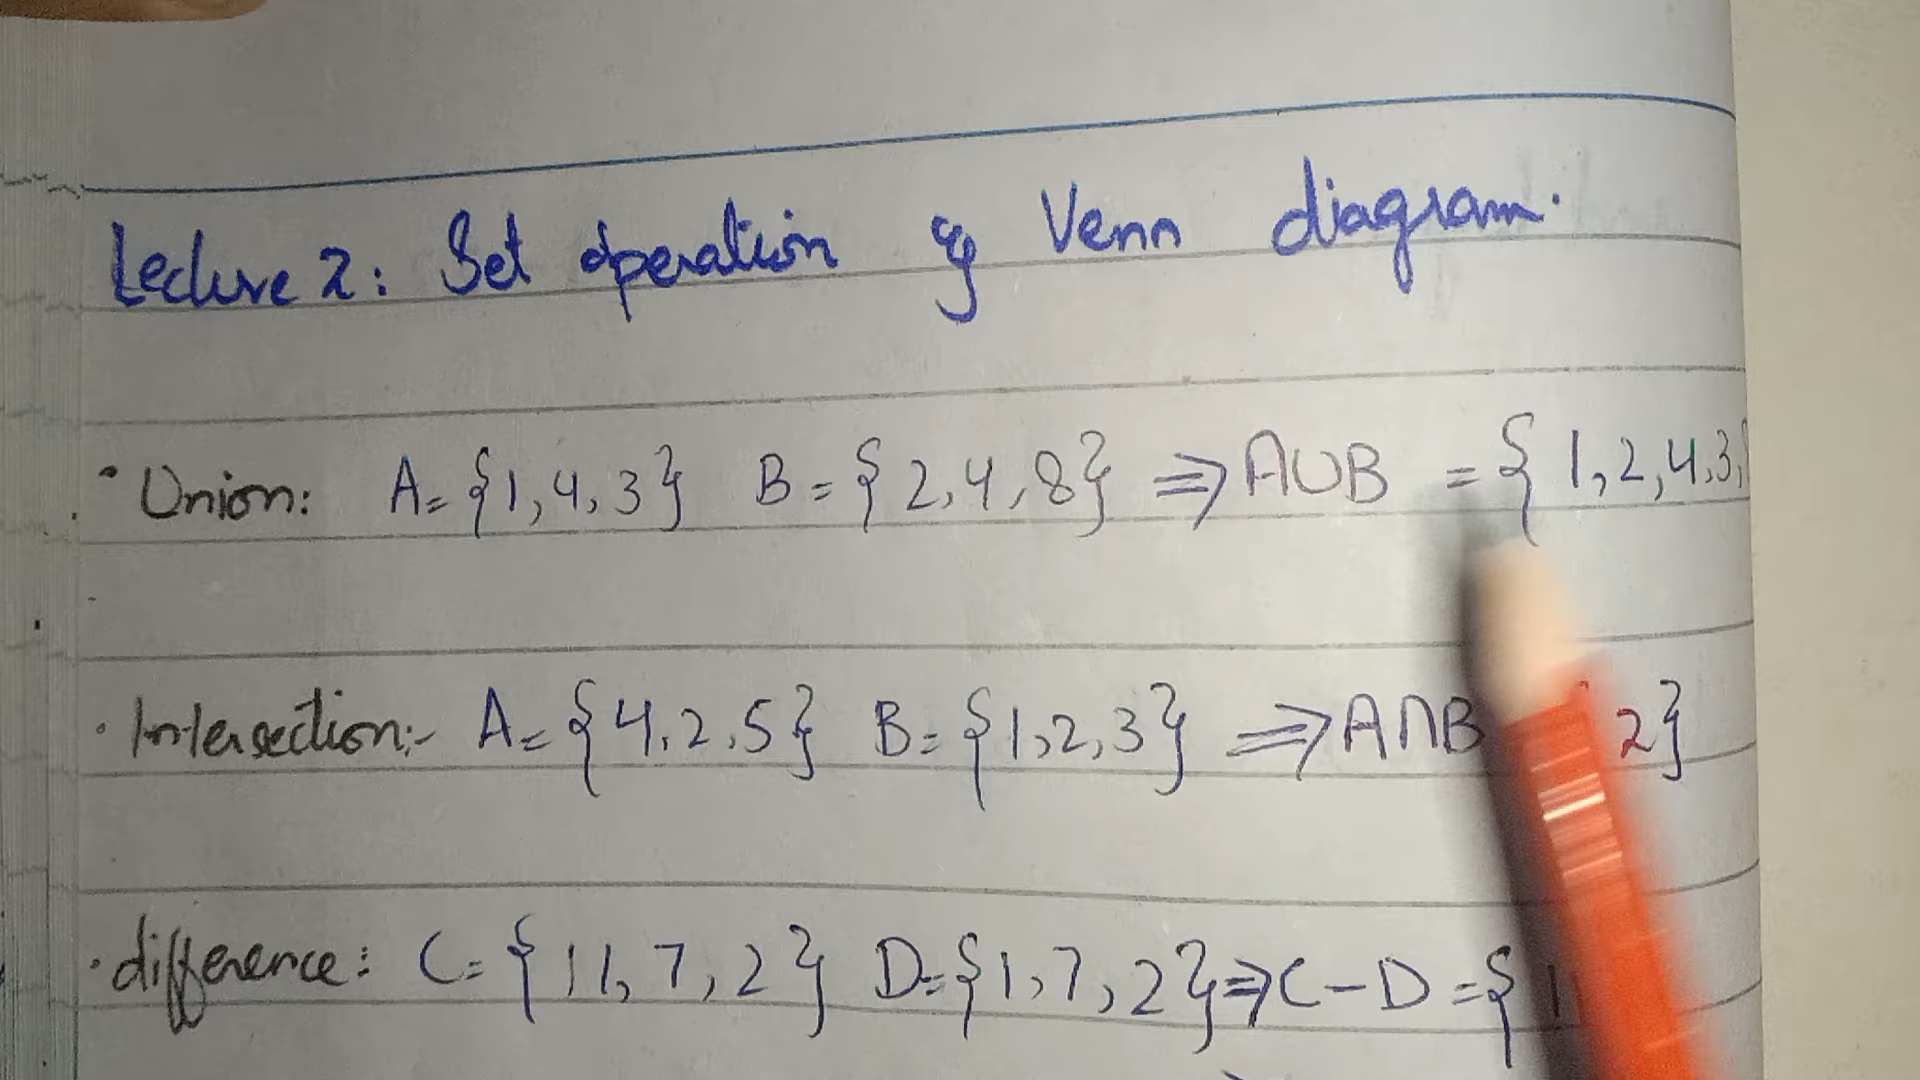 Lecture 2: Set operation & Venn diagram.
• Union: A = {1, 4, 3} B = {2, 4, 8} ⇒ A∪B = { 1, 2, 4, 3,
• Intersection:- A = {4, 2, 5} B = {1, 2, 3} ⇒ A∩B 2}
• difference: C = {11, 7, 2} D = {1, 7, 2} ⇒ C - D = {